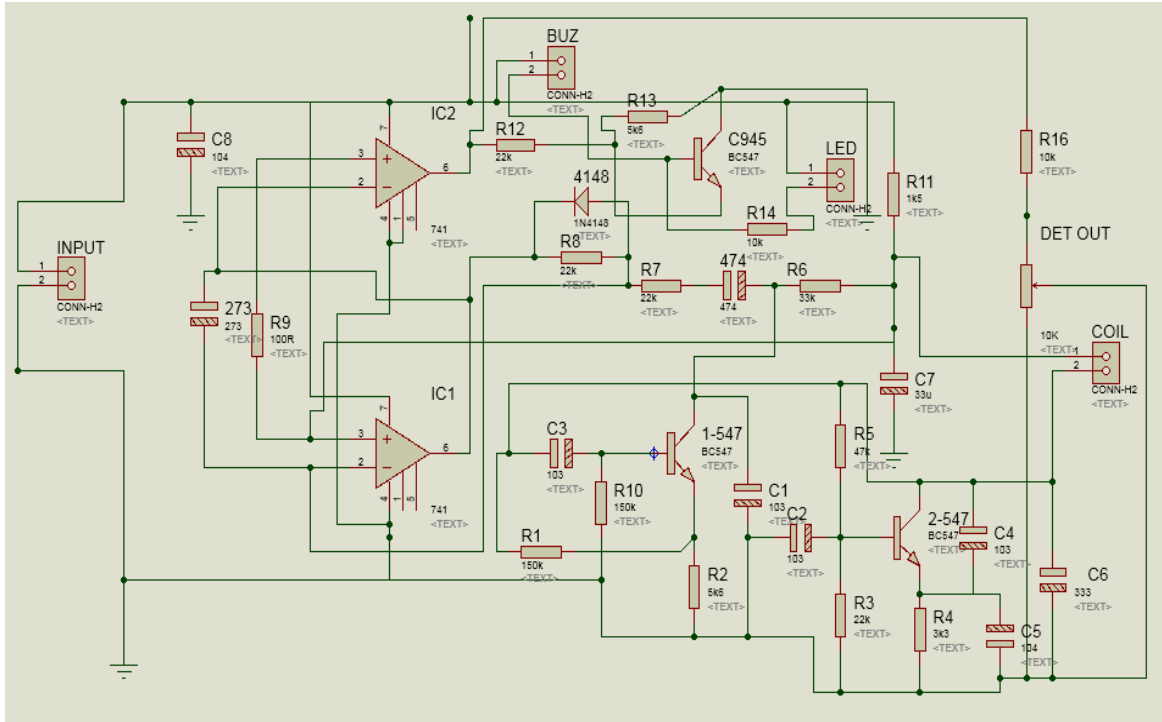 BUZ
1
2
CONN-H2
<TEXT>
IC2
7
3
2
6
4
1
5
741
<TEXT>
C8
104
<TEXT>
R12
22k
<TEXT>
R13
5k6
<TEXT>
C945
BC547
<TEXT>
LED
1
2
CONN-H2
<TEXT>
R16
10k
<TEXT>
R11
1k5
<TEXT>
4148
1N4148
<TEXT>
R14
10k
<TEXT>
DET OUT
10K
<TEXT>
INPUT
1
2
CONN-H2
<TEXT>
R8
22k
<TEXT>
R7
22k
<TEXT>
474
474
<TEXT>
R6
33k
<TEXT>
273
273
<TEXT>
R9
100R
<TEXT>
COIL
1
2
CONN-H2
<TEXT>
C7
33u
<TEXT>
IC1
7
3
2
6
4
1
5
741
<TEXT>
C3
103
<TEXT>
1-547
BC547
<TEXT>
R5
47k
<TEXT>
R10
150k
<TEXT>
C1
103
<TEXT>
C2
103
<TEXT>
2-547
BC547
<TEXT>
C4
103
<TEXT>
R1
150k
<TEXT>
R2
5k6
<TEXT>
R3
22k
<TEXT>
R4
3k3
<TEXT>
C5
104
<TEXT>
C6
333
<TEXT>